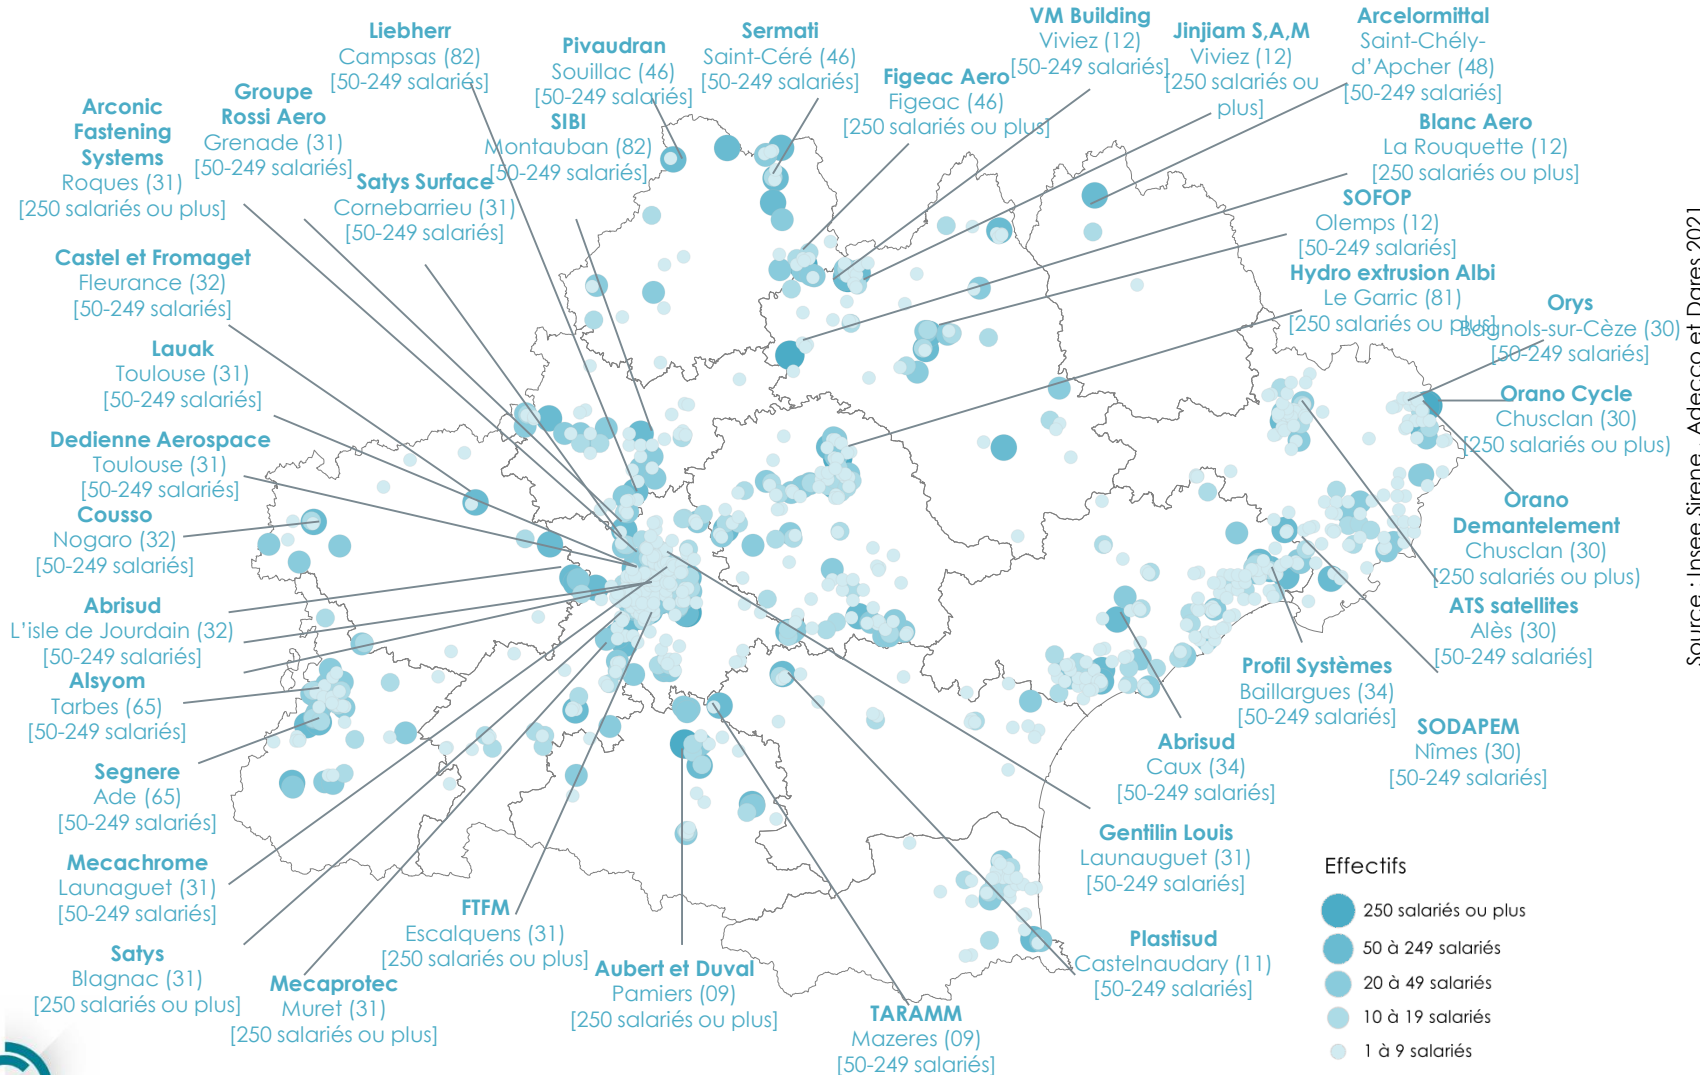 Liebherr
Campsas (82)
[50-249 salariés]
Pivaudran
Souillac (46)
[50-249 salariés]
Sermati
Saint-Céré (46)
[50-249 salariés]
VM Building
Viviez (12)
[50-249 salariés]
Jinjiam S,A,M
Viviez (12)
[250 salariés ou
plus]
Arcelormittal
Saint-Chély-
d'Apcher (48)
[50-249 salariés]
Figeac Aero
Figeac (46)
[250 salariés ou plus]
Arconic
Fastening
Systems
Roques (31)
[250 salariés ou plus]
Groupe
Rossi Aero
Grenade (31)
[50-249 salariés]
SIBI
Montauban (82)
[50-249 salariés]
Satys Surface
Cornebarrieu (31)
[50-249 salariés]
Blanc Aero
La Rouquette (12)
[250 salariés ou plus]
SOFOP
Olemps (12)
[50-249 salariés]
Castel et Fromaget
Fleurance (32)
[50-249 salariés]
Hydro extrusion Albi
Le Garric (81)
[250 salariés ou plus]
Orys
Bagnols-sur-Cèze (30)
[50-249 salariés]
Lauak
Toulouse (31)
[50-249 salariés]
Orano Cycle
Chusclan (30)
[250 salariés ou plus)
Dedienne Aerospace
Toulouse (31)
[50-249 salariés]
Orano
Demantelement
Chusclan (30)
[250 salariés ou plus)
Cousso
Nogaro (32)
[50-249 salariés]
ATS satellites
Alès (30)
[50-249 salariés]
Abrisud
L'isle de Jourdain (32)
[50-249 salariés]
Profil Systèmes
Baillargues (34)
[50-249 salariés]
Alsyom
Tarbes (65)
[50-249 salariés]
SODAPEM
Nîmes (30)
[50-249 salariés]
Abrisud
Caux (34)
[50-249 salariés]
Segnere
Ade (65)
[50-249 salariés]
Gentilin Louis
Launauguet (31)
[50-249 salariés]
Mecachrome
Launaguet (31)
[50-249 salariés]
FTFM
Escalquens (31)
[250 salariés ou plus]
Plastisud
Castelnaudary (11)
[50-249 salariés]
Satys
Blagnac (31)
[250 salariés ou plus]
Mecaprotec
Muret (31)
[250 salariés ou plus]
Aubert et Duval
Pamiers (09)
[250 salariés ou plus]
TARAMM
Mazeres (09)
[50-249 salariés]
Effectifs
250 salariés ou plus
50 à 249 salariés
20 à 49 salariés
10 à 19 salariés
1 à 9 salariés
Source : Insee Sirene , Adecco et Dares 2021